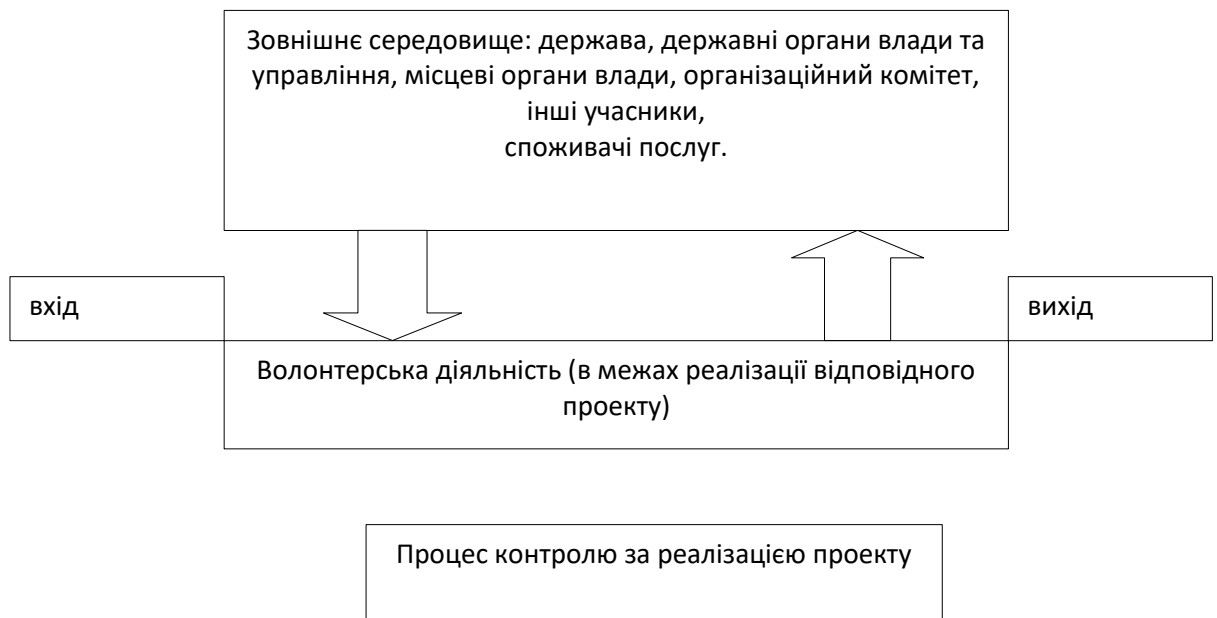 Зовнішнє середовище: держава, державні органи влади та
управління, місцеві органи влади, організаційний комітет,
інші учасники,
споживачі послуг.
вхід
вихід
Волонтерська діяльність (в межах реалізації відповідного
проекту)
Процес контролю за реалізацією проекту